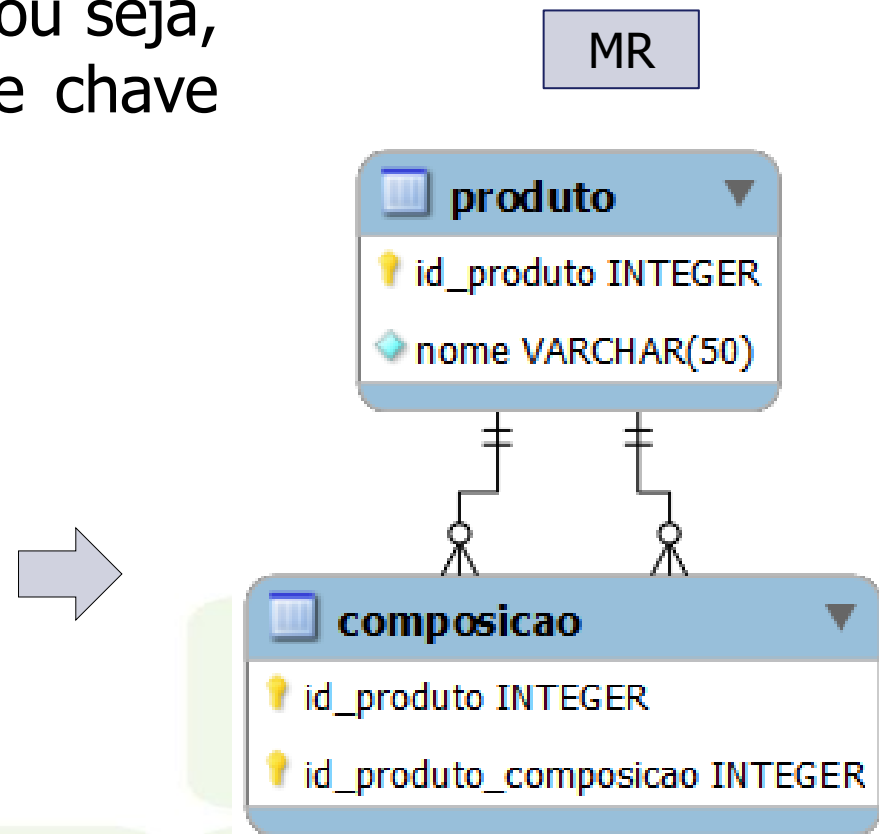 ou seja,
e chave
MR
produto
id_produto INTEGER
nome VARCHAR(50)
composicao
id_produto INTEGER
id_produto_composicao INTEGER